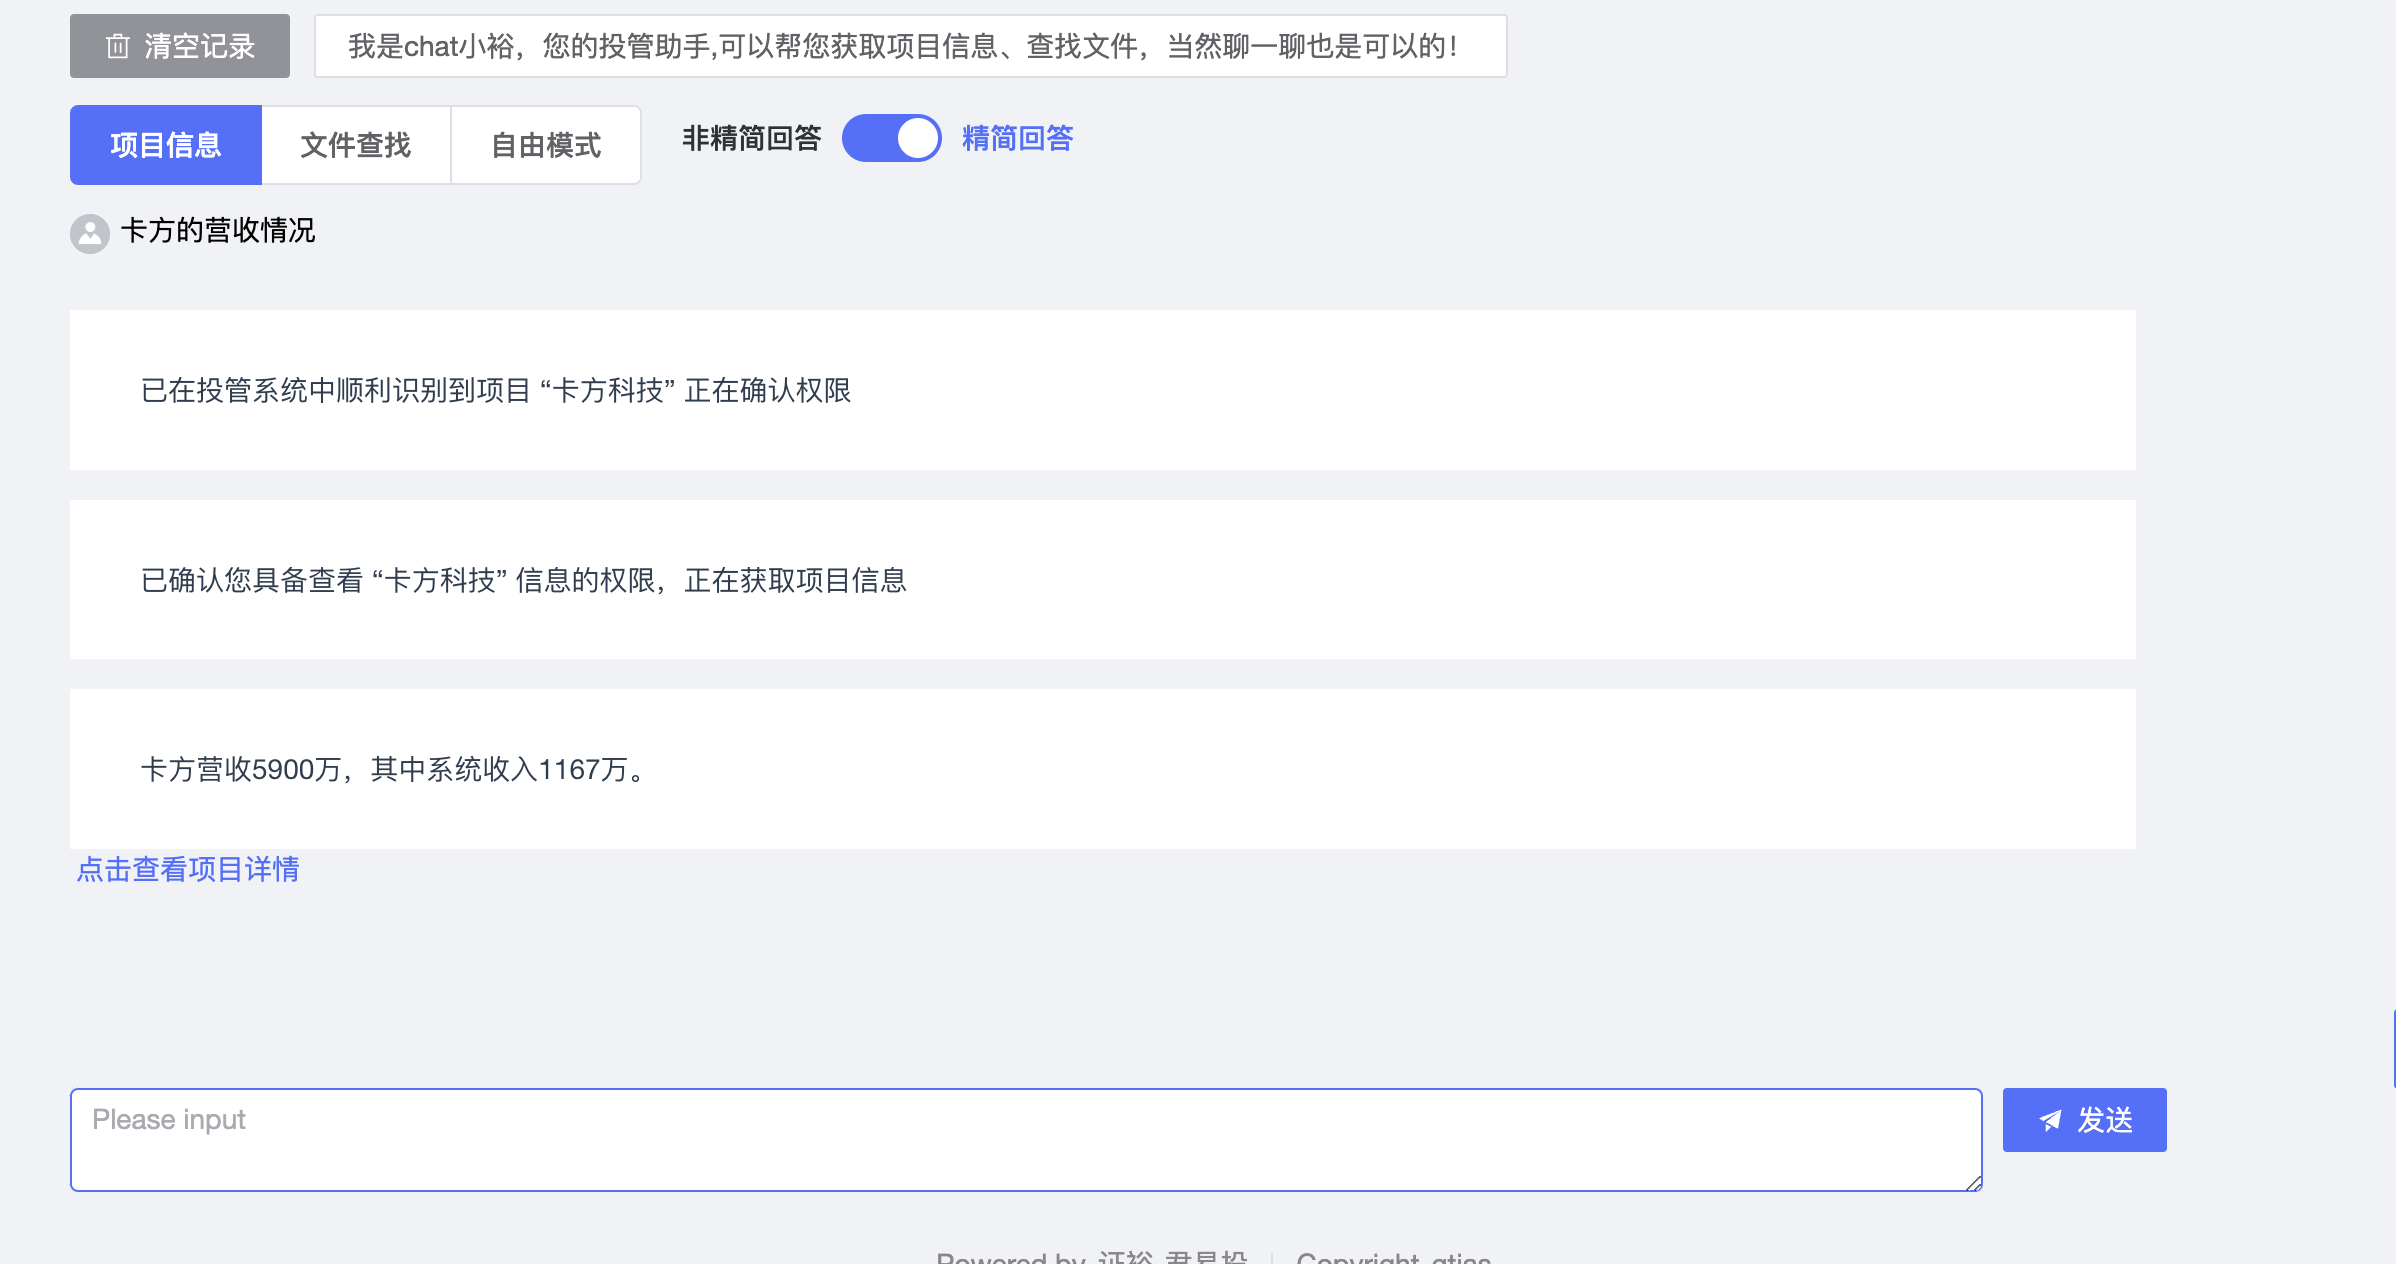 清空记录
我是chat小裕，您的投管助手,可以帮您获取项目信息、查找文件，当然聊一聊也是可以的！
项目信息
文件查找
自由模式
非精简回答
精简回答
卡方的营收情况
已在投管系统中顺利识别到项目 “卡方科技” 正在确认权限
已确认您具备查看 “卡方科技” 信息的权限，正在获取项目信息
卡方营收5900万，其中系统收入1167万。
点击查看项目详情
Please input
发送
Powered by 证裕 君易投
Copyright gtjas